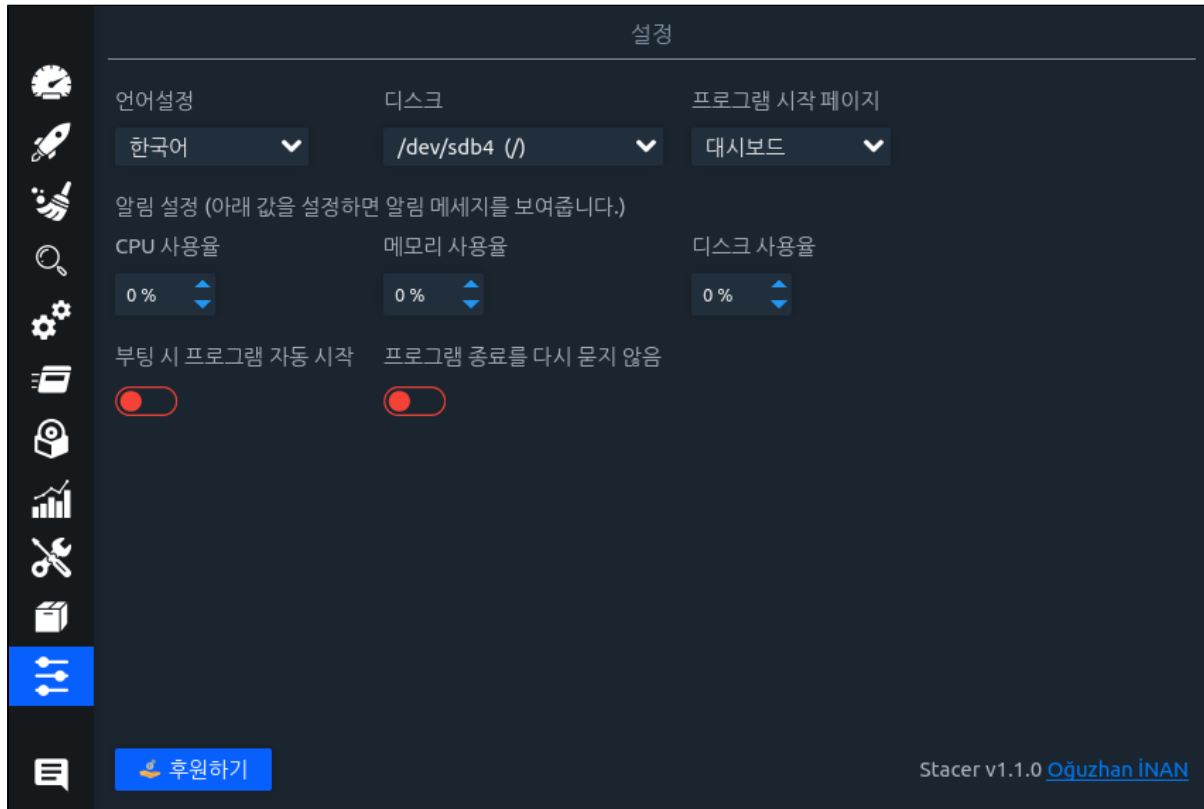 설정
언어설정 디스크 프로그램 시작 페이지
한국어 /dev/sdb4 (/) 대시보드
알림 설정 (아래 값을 설정하면 알림 메세지를 보여줍니다.)
CPU 사용율 메모리 사용율 디스크 사용율
0 % 0 % 0 %
부팅 시 프로그램 자동 시작 프로그램 종료를 다시 묻지 않음
후원하기 Stacer v1.1.0 Oğuzhan İNAN